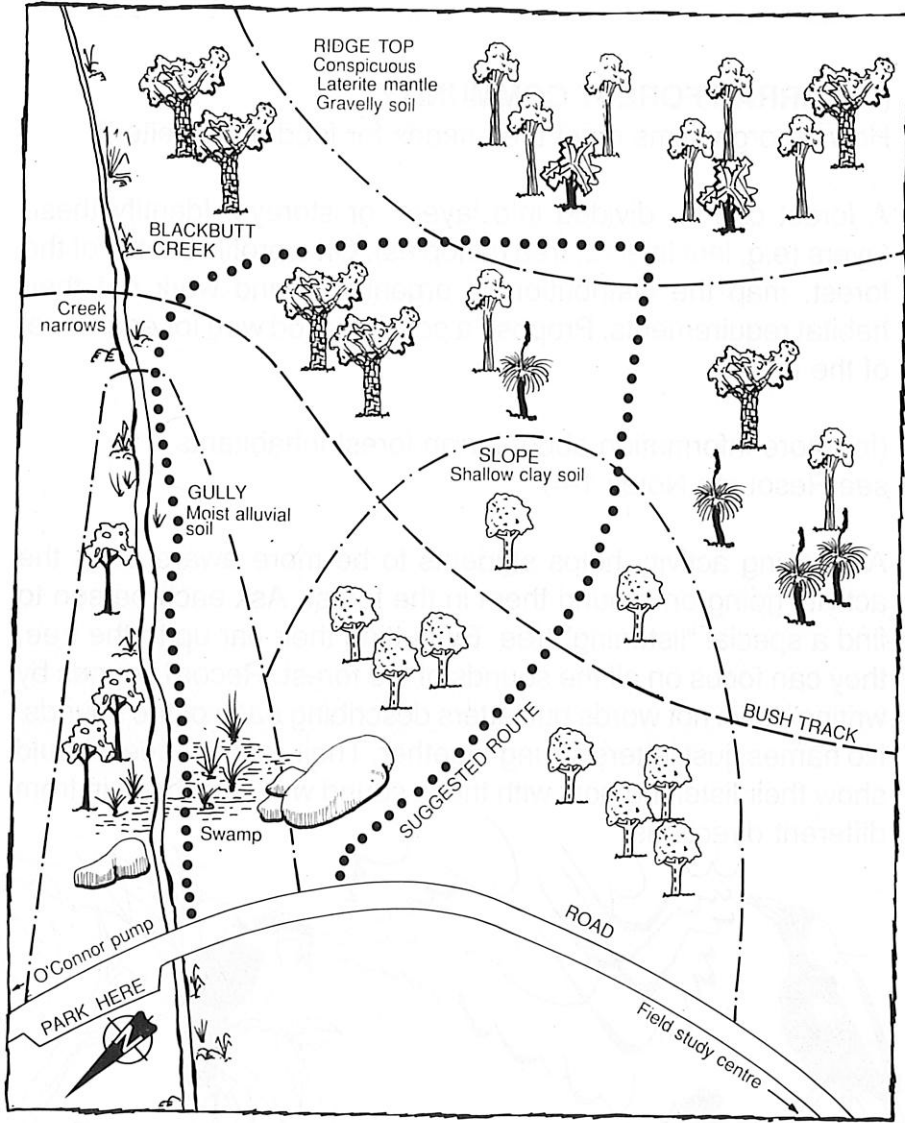 RIDGE TOP
Conspicuous
Laterite mantle
Gravelly soil
BLACKBUTT
CREEK
Creek
narrows
SLOPE
Shallow clay soil
GULLY
Moist alluvial
soil
BUSH TRACK
SUGGESTED ROUTE
Swamp
ROAD
O'Connor pump
PARK HERE
N
Field study centre